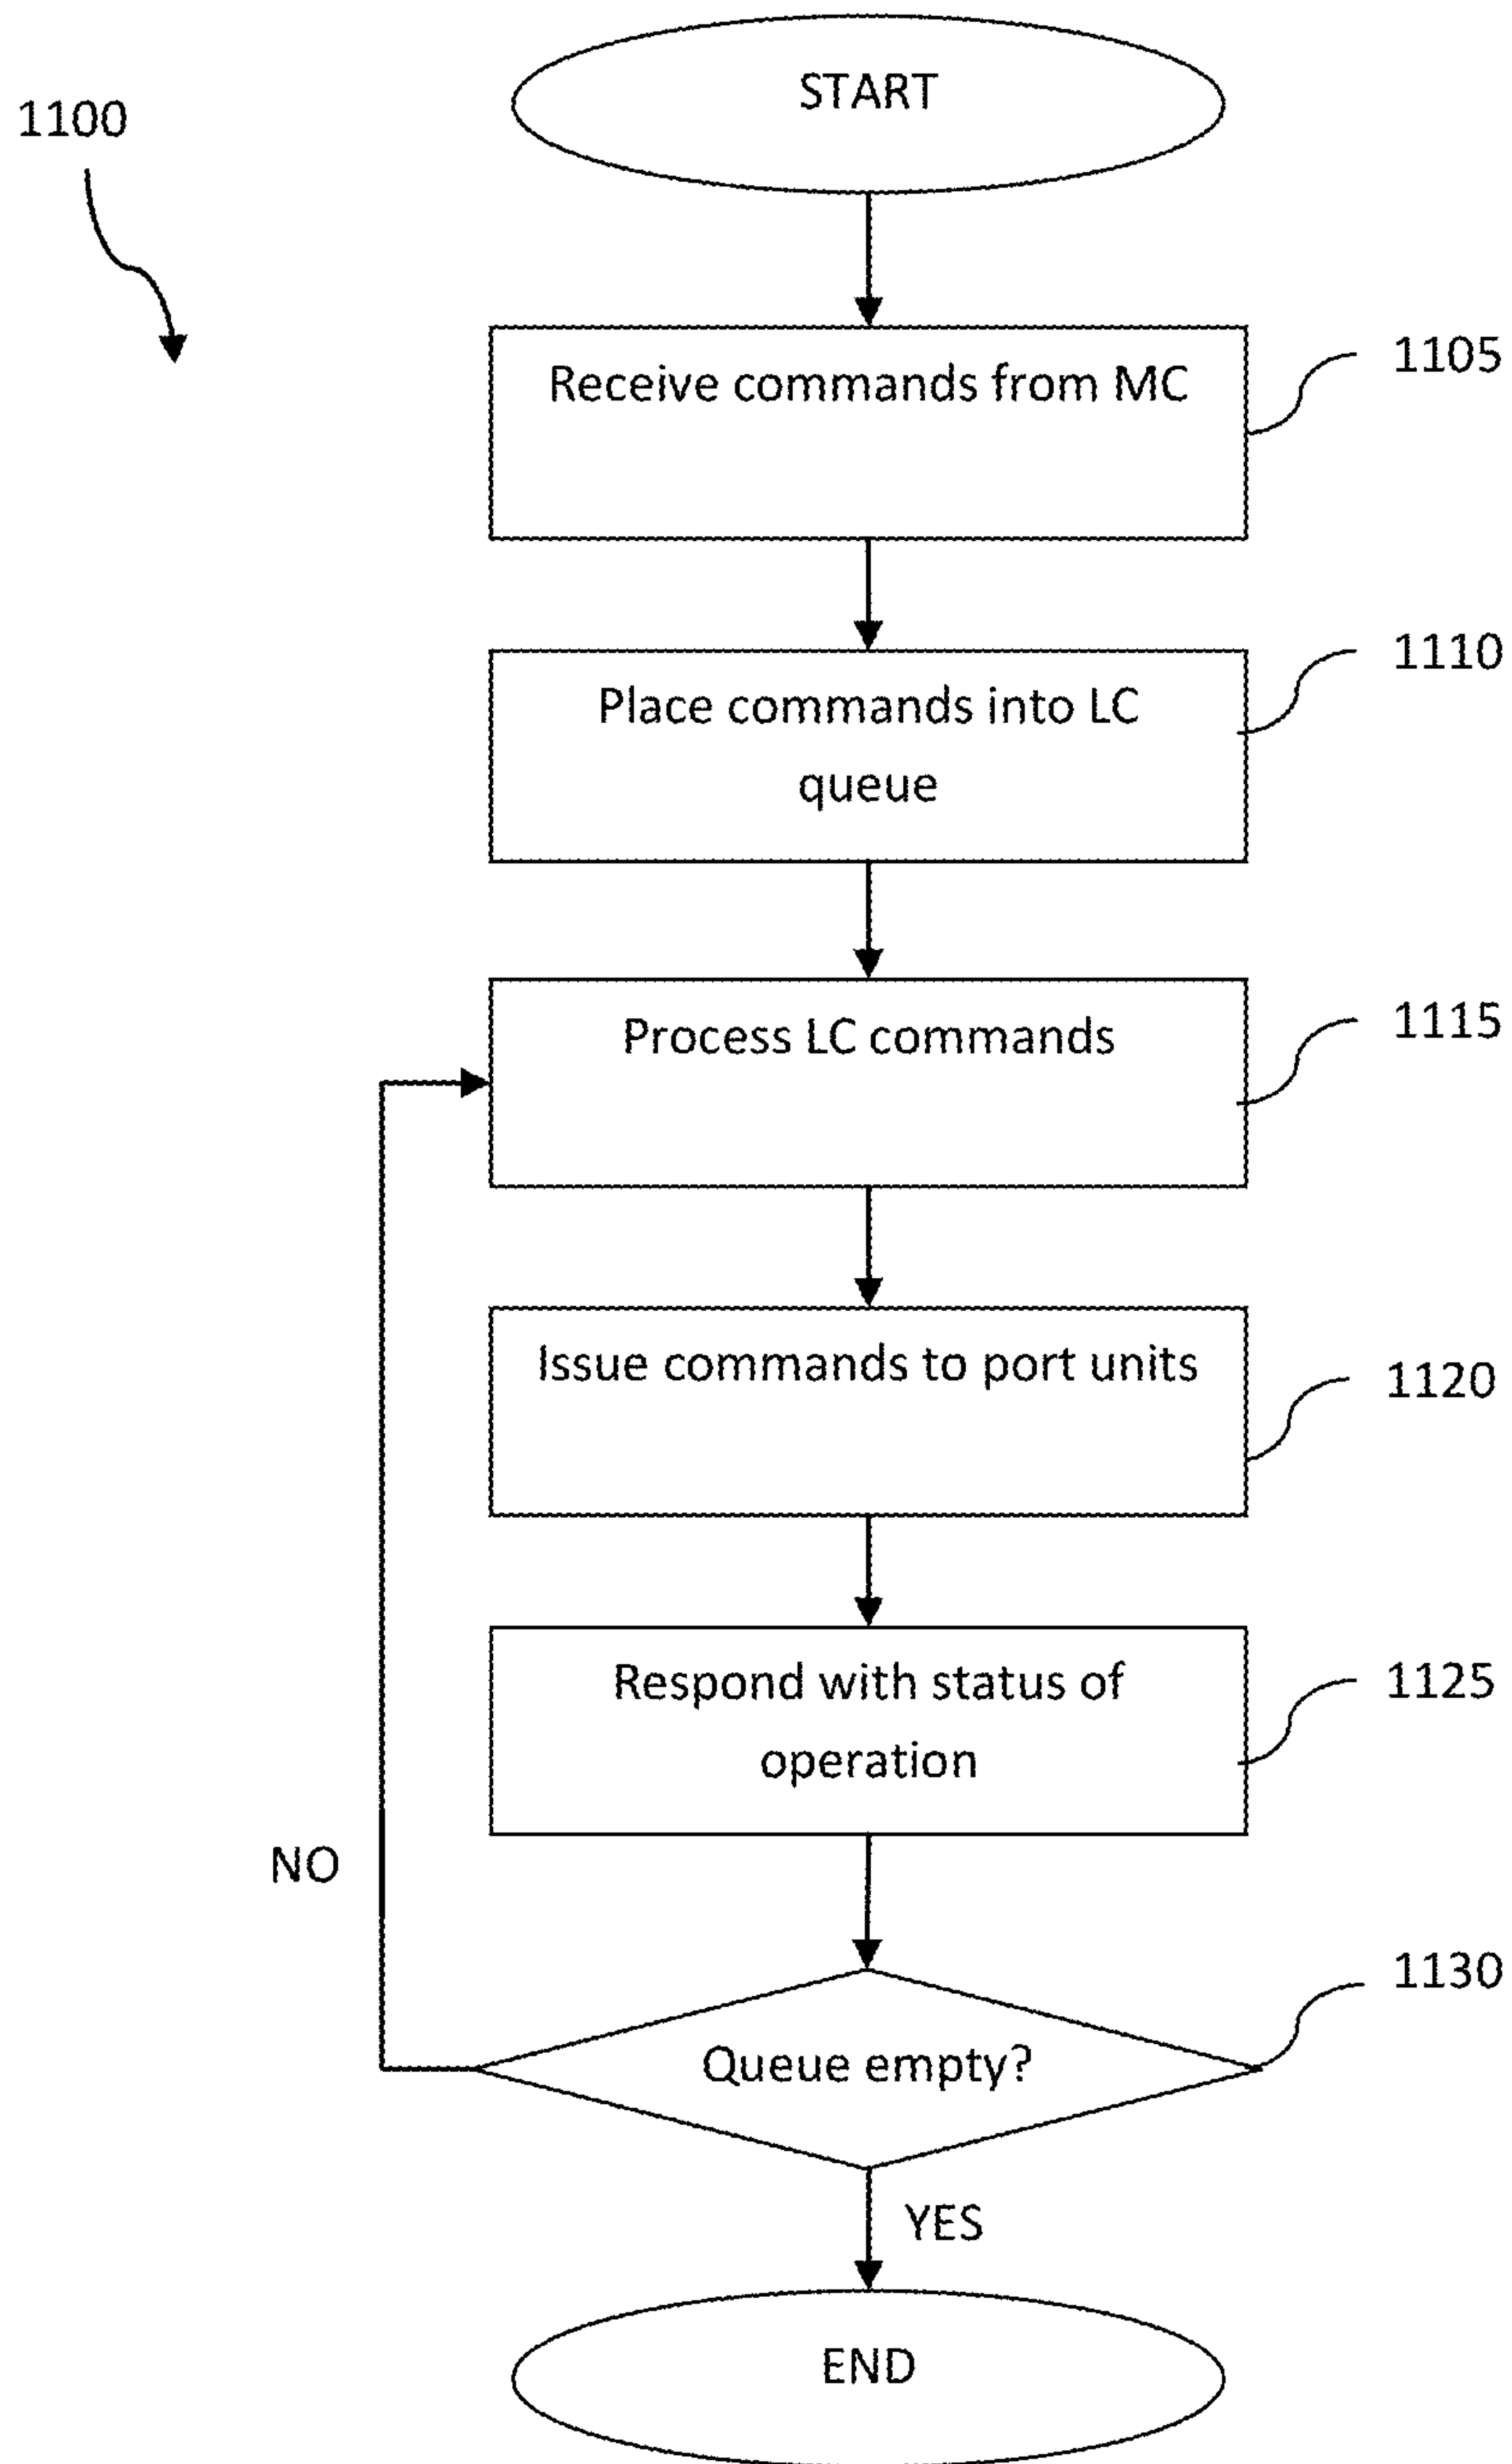 START
1100
Receive commands from MC
1105
Place commands into LC
queue
1110
Process LC commands
1115
Issue commands to port units
1120
Respond with status of
operation
1125
NO
Queue empty?
1130
YES
END